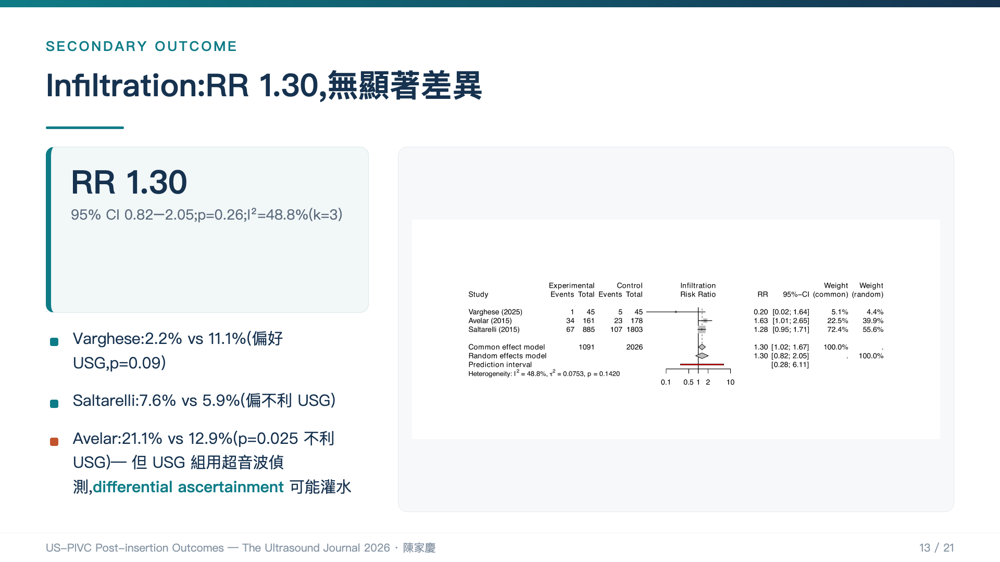 SECONDARY OUTCOME
Infiltration:RR 1.30,無顯著差異
RR 1.30
95% CI 0.82–2.05;p=0.26;I²=48.8%(k=3)
Varghese:2.2% vs 11.1%(偏好
USG,p=0.09)
Saltarelli:7.6% vs 5.9%(偏不利 USG)
Avelar:21.1% vs 12.9%(p=0.025 不利
USG)— 但 USG 組用超音波偵
測,differential ascertainment 可能灌水
Experimental Control Infiltration Weight Weight
Study Events Total Events Total Risk Ratio RR 95%-CI (common) (random)
Varghese (2025) 1 45 5 45 0.20 [0.02; 1.64] 5.1% 4.4%
Avelar (2015) 34 161 23 178 1.63 [1.01; 2.65] 22.5% 39.9%
Saltarelli (2015) 67 885 107 1803 1.28 [0.95; 1.71] 72.4% 55.6%
Common effect model 1091 2026 1.30 [1.02; 1.67] 100.0% .
Random effects model 1.30 [0.82; 2.05] . 100.0%
Prediction interval [0.28; 6.11]
Heterogeneity: I² = 48.8%, τ² = 0.0753, p = 0.1420
0.1 0.5 1 2 10
US-PIVC Post-insertion Outcomes — The Ultrasound Journal 2026 · 陳家慶
13 / 21